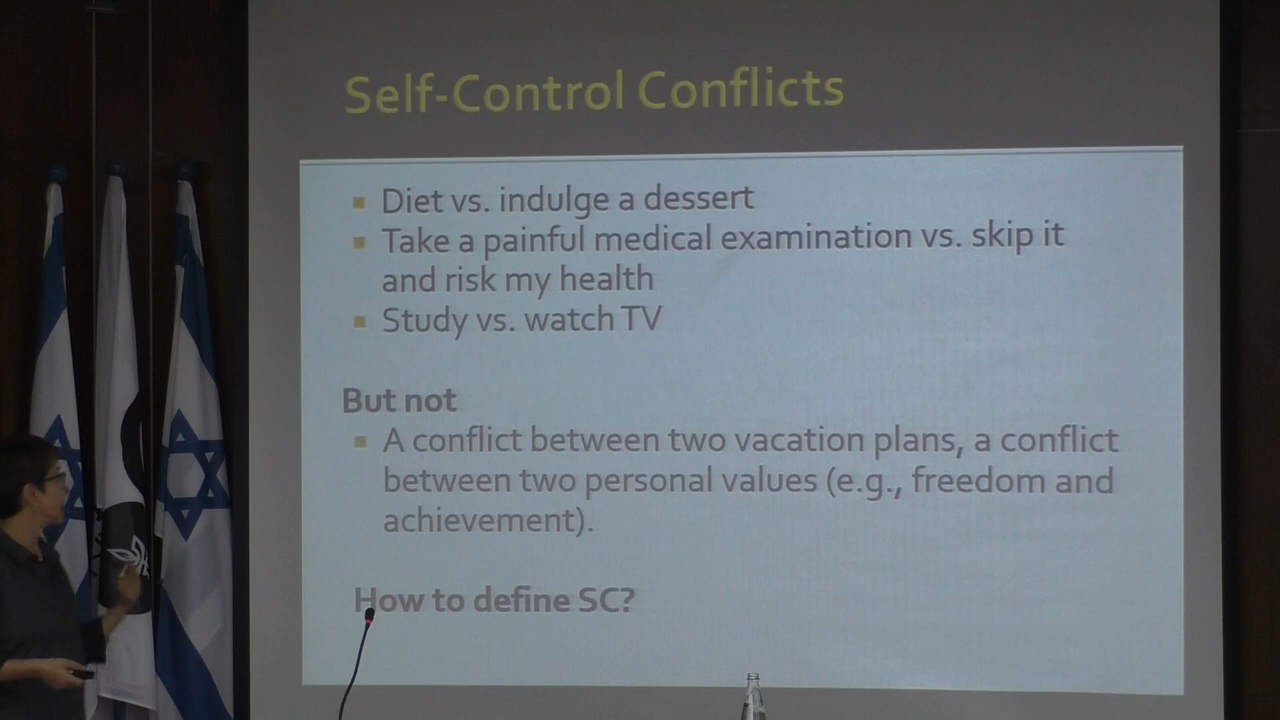 Self-Control Conflicts
Diet vs. indulge a dessert
Take a painful medical examination vs. skip it
and risk my health
Study vs. watch TV
But not
A conflict between two vacation plans, a conflict
between two personal values (e.g., freedom and
achievement).
How to define SC?